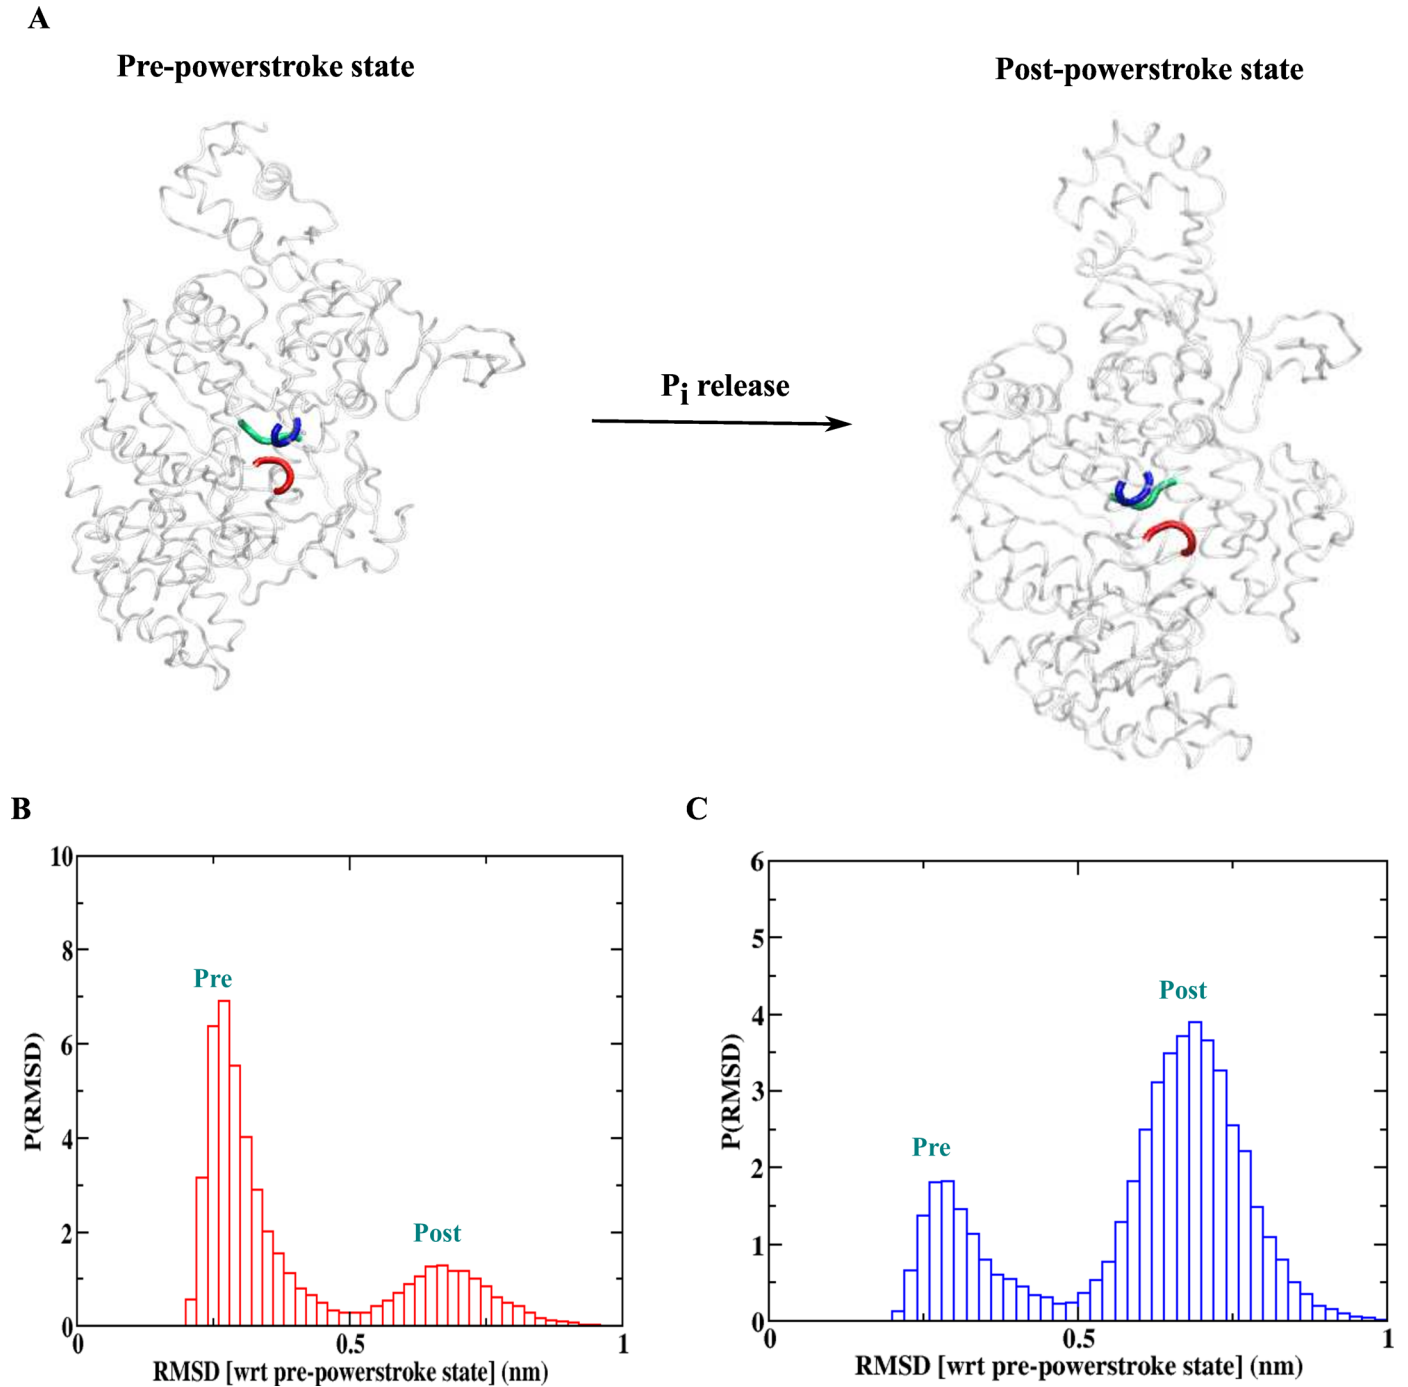 A
Pre-powerstroke state
Post-powerstroke state
Pi release
B
C
10
8
6
4
2
0
0
0.5
1
Pre
Post
P(RMSD)
RMSD [wrt pre-powerstroke state] (nm)
6
5
4
3
2
1
0
0
0.5
1
Pre
Post
P(RMSD)
RMSD [wrt pre-powerstroke state] (nm)